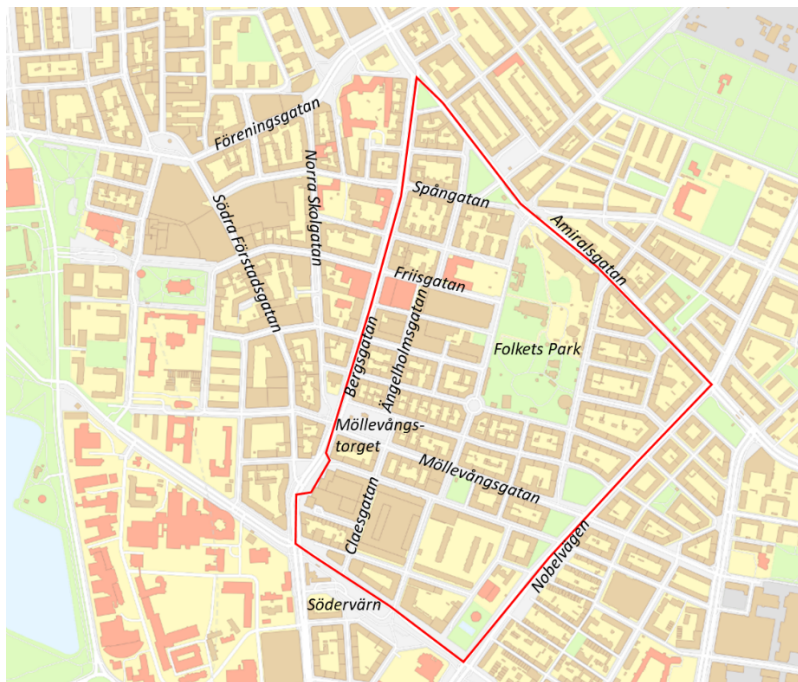 Föreningsgatan
Norra Skolgatan
Södra Förstadsgatan
Spångatan
Amiralsgatan
Friisgatan
Bergsgatan
Ängelholmsgatan
Folkets Park
Möllevångs-
torget
Möllevångsgatan
Claesgatan
Nobelvägen
Södervärn